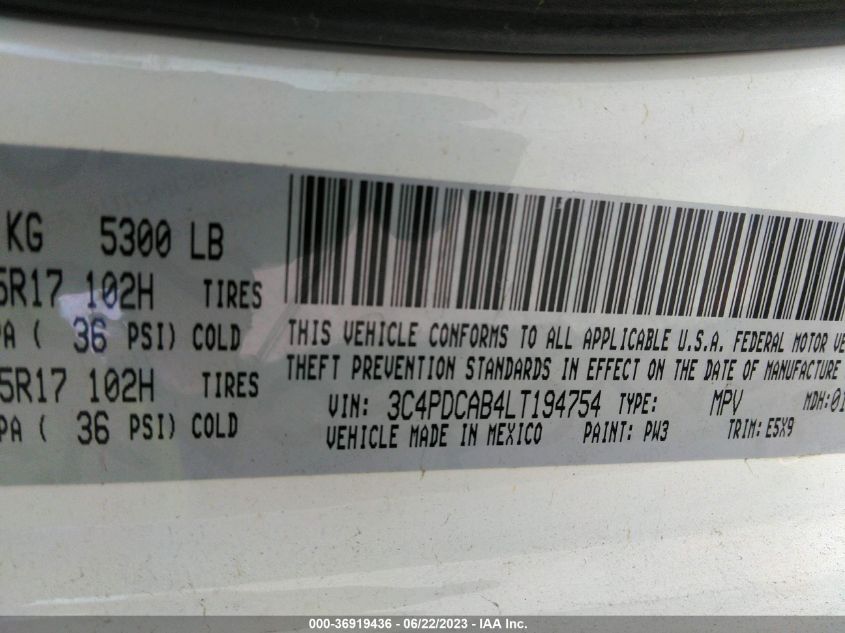 KG 5300 LB
5R17 102H TIRES
PA ( 36 PSI) COLD
5R17 102H TIRES
PA ( 36 PSI) COLD
THIS VEHICLE CONFORMS TO ALL APPLICABLE U.S.A. FEDERAL MOTOR VE
THEFT PREVENTION STANDARDS IN EFFECT ON THE DATE OF MANUFACTURE
VIN: 3C4PDCAB4LT194754 TYPE: MPV MDH:01
VEHICLE MADE IN MEXICO PAINT: PW3 TRIM: E5X9
000-36919436 - 06/22/2023 - IAA Inc.